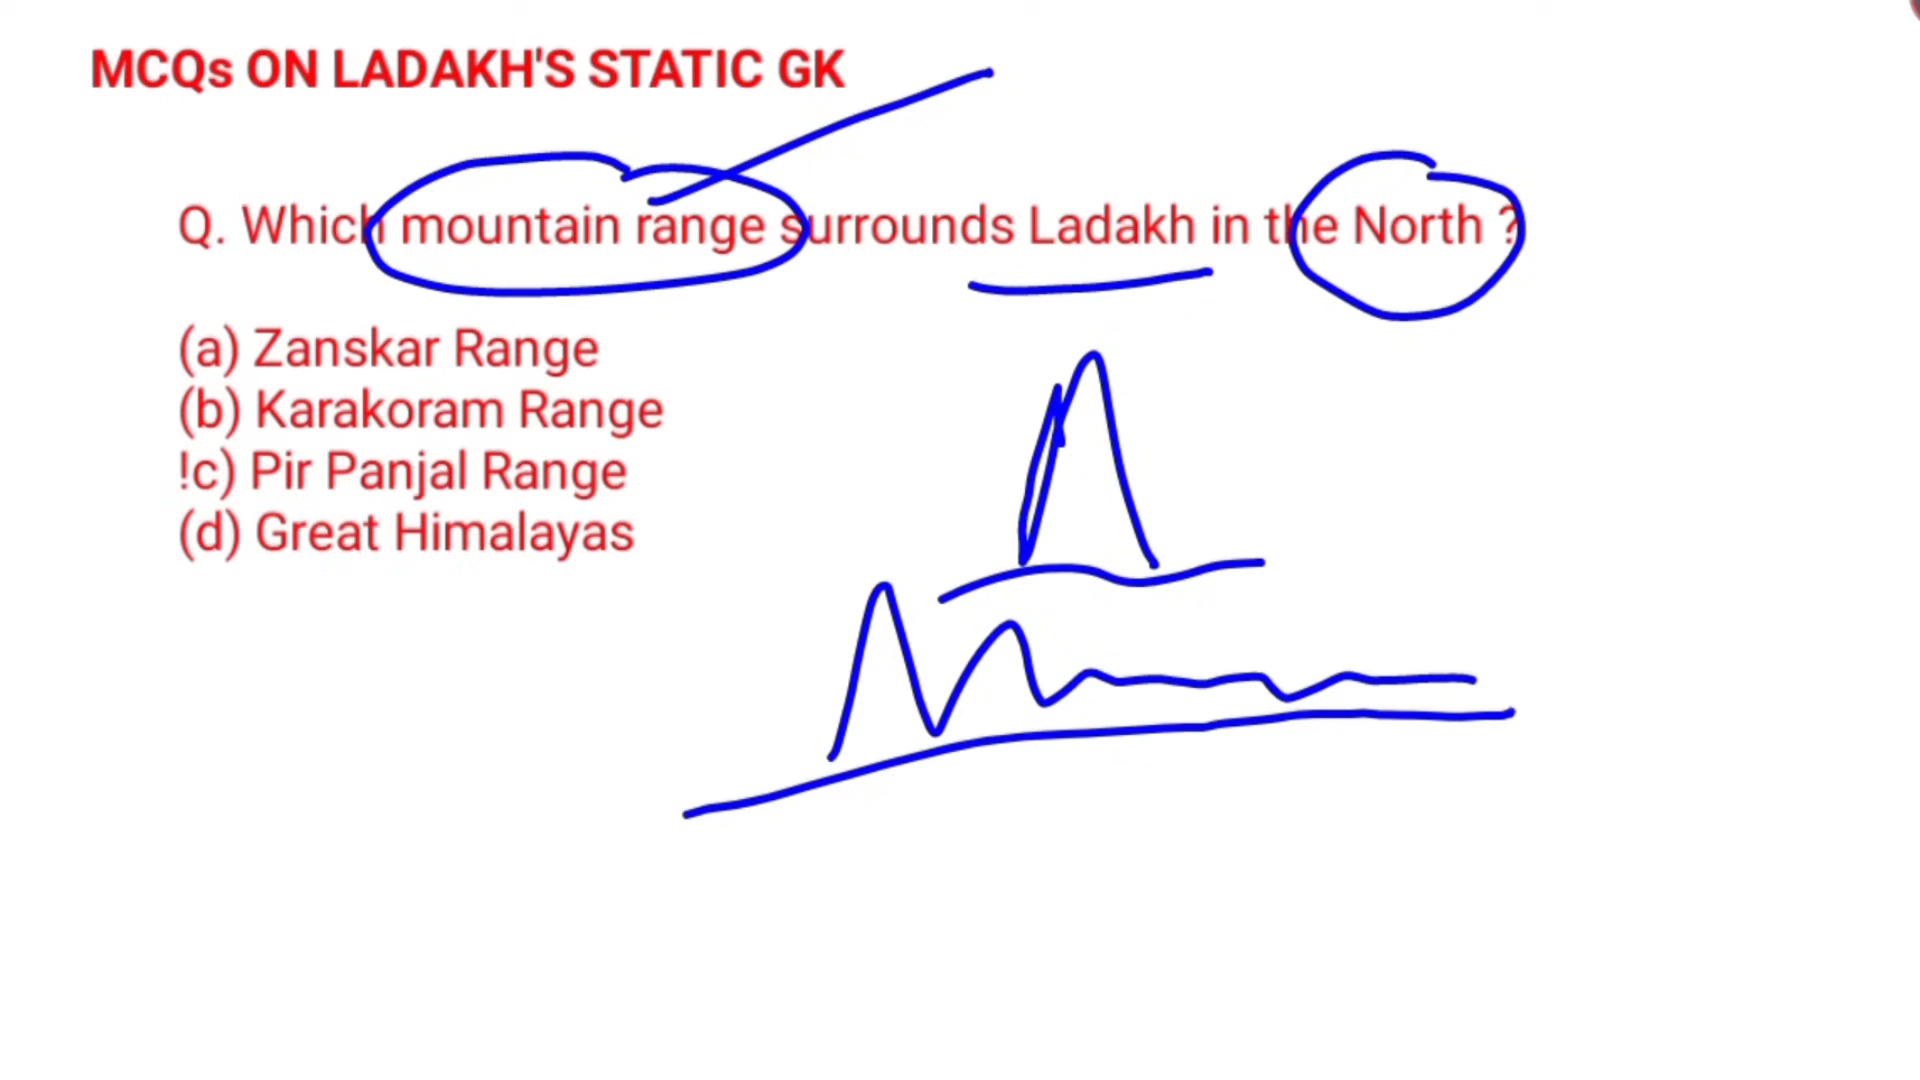 MCQs ON LADAKH'S STATIC GK
Q. Which mountain range surrounds Ladakh in the North ?
(a) Zanskar Range
(b) Karakoram Range
!c) Pir Panjal Range
(d) Great Himalayas